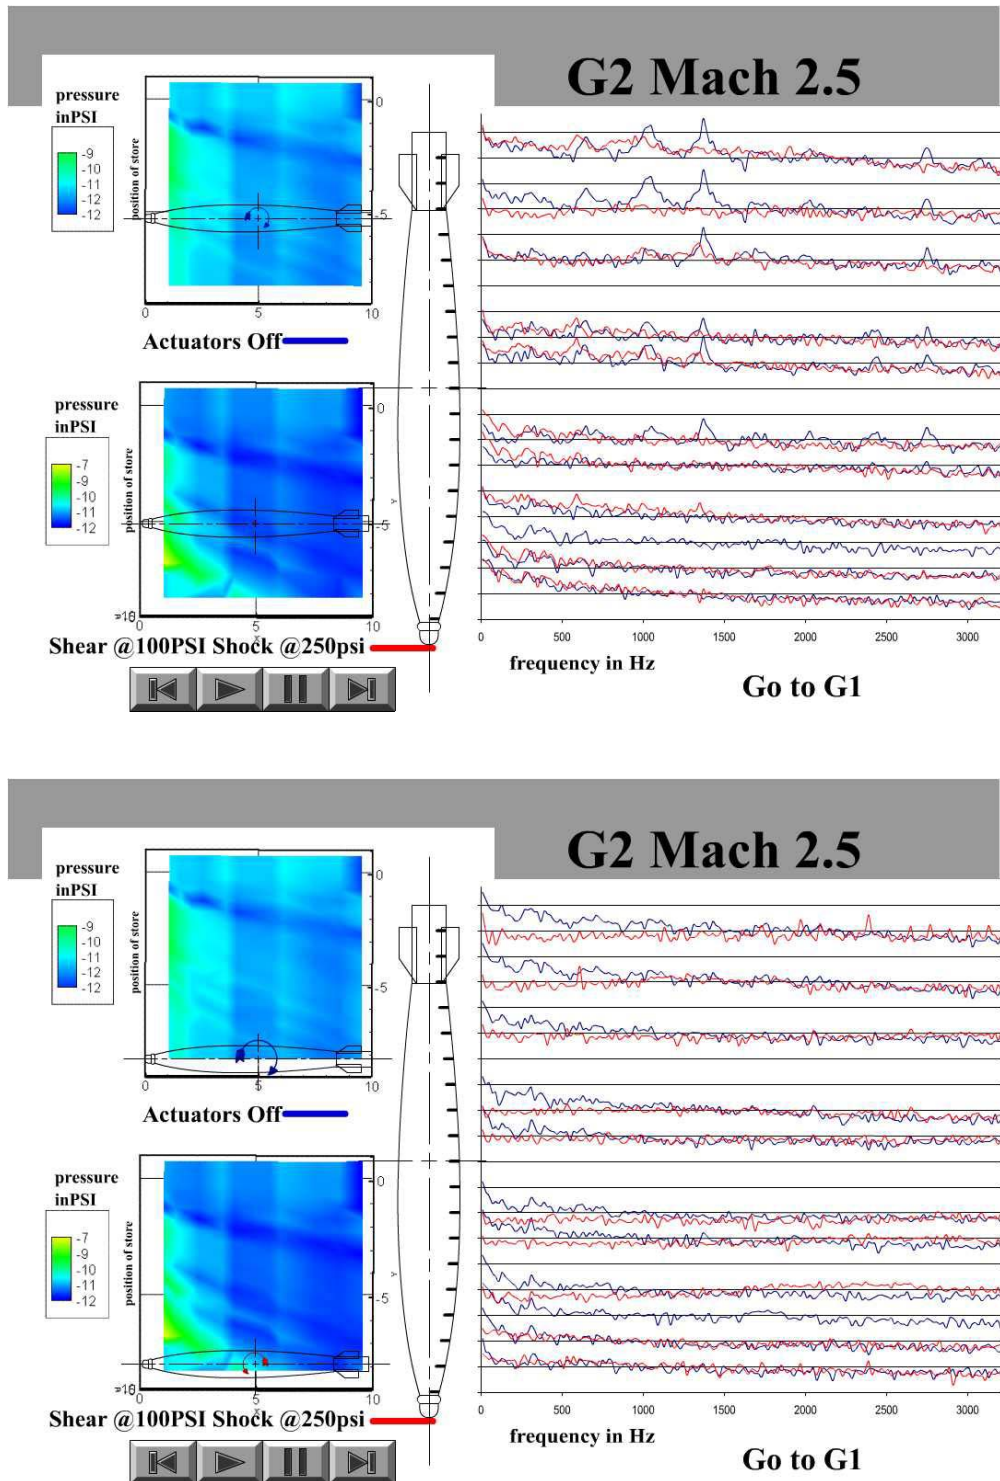 G2 Mach 2.5
pressure
inPSI
-9
-10
-11
-12
position of store
0
-5
0
5
10
Actuators Off
pressure
inPSI
-7
-9
-10
-11
-12
position of store
0
-5
0
5
10
X
Y
Shear @100PSI Shock @250psi
0
500
1000
1500
2000
2500
3000
frequency in Hz
Go to G1
G2 Mach 2.5
pressure
inPSI
-9
-10
-11
-12
position of store
0
-5
0
5
10
Actuators Off
pressure
inPSI
-7
-9
-10
-11
-12
position of store
0
-5
0
5
10
X
Y
Shear @100PSI Shock @250psi
0
500
1000
1500
2000
2500
3000
frequency in Hz
Go to G1